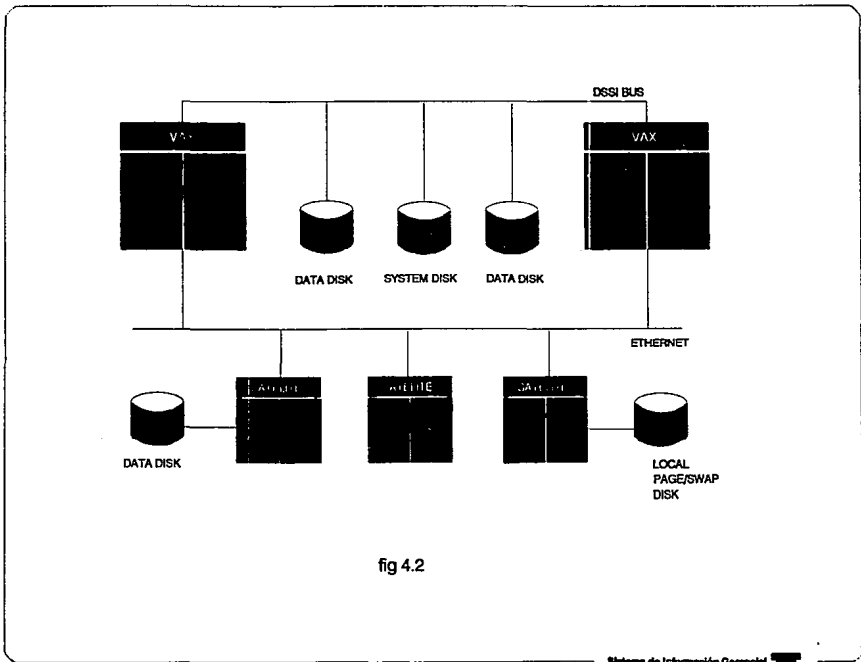 DSSI BUS
VAX
VAX
DATA DISK
SYSTEM DISK
DATA DISK
ETHERNET
DATA DISK
LOCAL
PAGE/SWAP
DISK
fig 4.2
Sistema de Información Gerencial